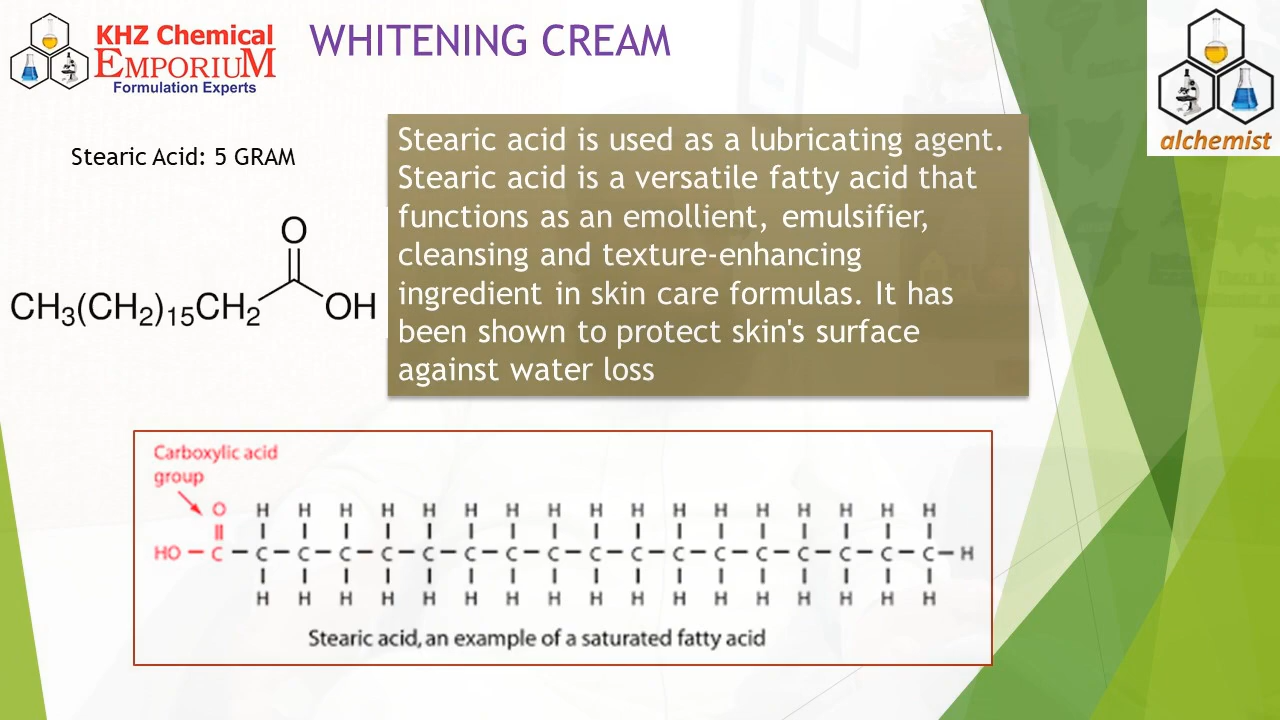 KHZ Chemical
EMPORIUM
Formulation Experts
WHITENING CREAM
alchemist
Stearic Acid: 5 GRAM
Stearic acid is used as a lubricating agent.
Stearic acid is a versatile fatty acid that
functions as an emollient, emulsifier,
cleansing and texture-enhancing
ingredient in skin care formulas. It has
been shown to protect skin's surface
against water loss
O
CH3(CH2)15CH2 OH
Carboxylic acid
group
O H H H H H H H H H H H H H H H H H
HO – C – C – C – C – C – C – C – C – C – C – C – C – C – C – C – C – C – C – H
H H H H H H H H H H H H H H H H H
Stearic acid, an example of a saturated fatty acid